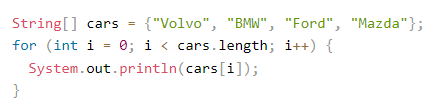 String[] cars = {"Volvo", "BMW", "Ford", "Mazda"};
for (int i = 0; i < cars.length; i++) {
  System.out.println(cars[i]);
}